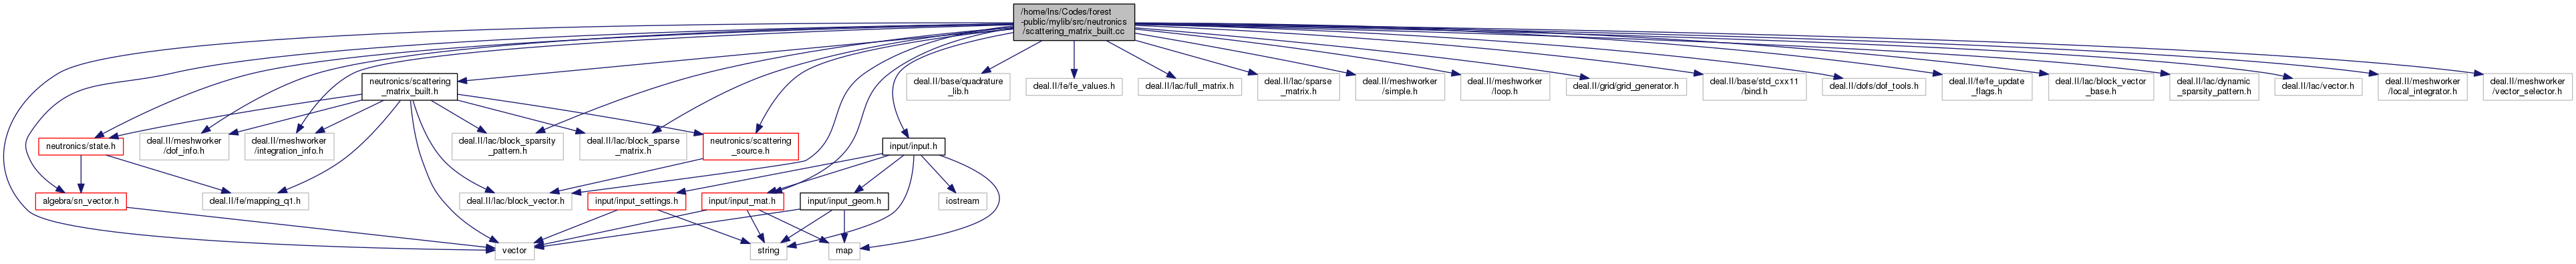 /home/lns/Codes/forest
-public/mylib/src/neutronics
/scattering_matrix_built.cc
neutronics/scattering
_matrix_built.h
deal.II/base/quadrature
_lib.h
deal.II/fe/fe_values.h
deal.II/lac/full_matrix.h
deal.II/lac/sparse
_matrix.h
deal.II/meshworker
/simple.h
deal.II/meshworker
/loop.h
deal.II/grid/grid_generator.h
deal.II/base/std_cxx11
/bind.h
deal.II/dofs/dof_tools.h
deal.II/fe/fe_update
_flags.h
deal.II/lac/block_vector
_base.h
deal.II/lac/dynamic
_sparsity_pattern.h
deal.II/lac/vector.h
deal.II/meshworker
/local_integrator.h
deal.II/meshworker
/vector_selector.h
neutronics/state.h
deal.II/meshworker
/dof_info.h
deal.II/meshworker
/integration_info.h
deal.II/lac/block_sparsity
_pattern.h
deal.II/lac/block_sparse
_matrix.h
neutronics/scattering
_source.h
input/input.h
algebra/sn_vector.h
deal.II/fe/mapping_q1.h
deal.II/lac/block_vector.h
input/input_settings.h
input/input_mat.h
input/input_geom.h
iostream
vector
string
map